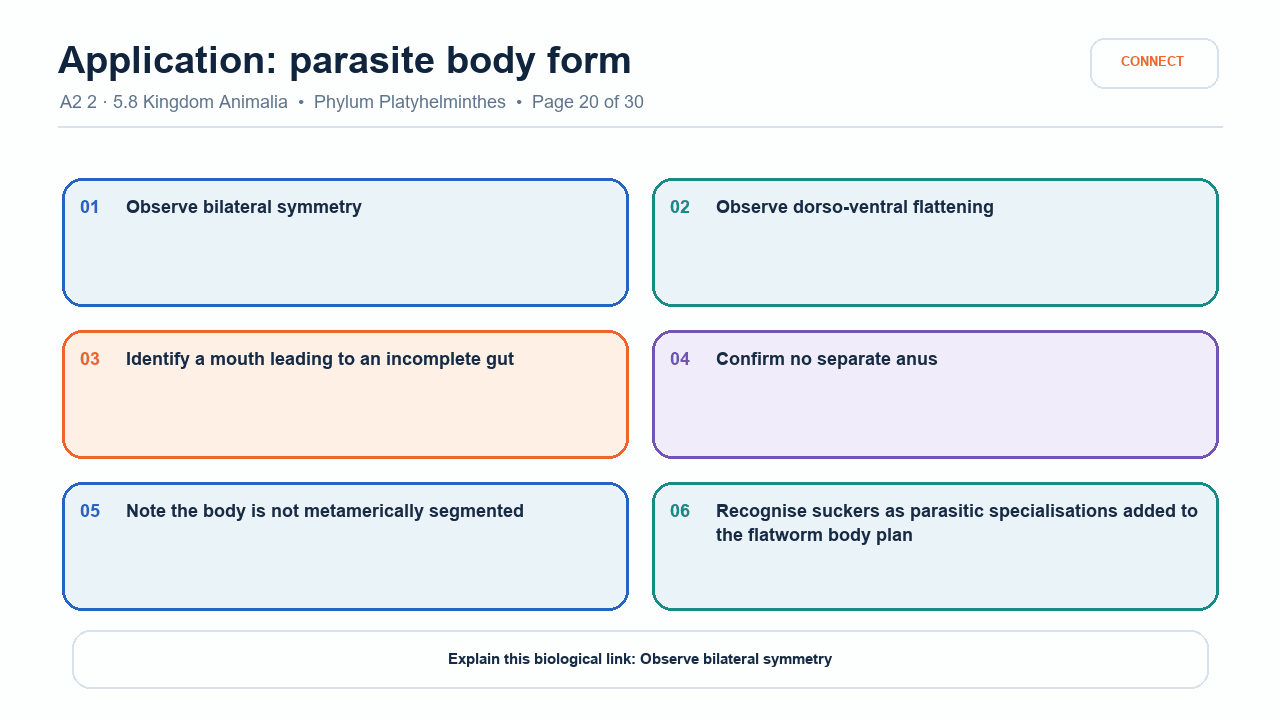 Application: parasite body form
CONNECT
A2 2 · 5.8 Kingdom Animalia • Phylum Platyhelminthes • Page 20 of 30
01 Observe bilateral symmetry
02 Observe dorso-ventral flattening
03 Identify a mouth leading to an incomplete gut
04 Confirm no separate anus
05 Note the body is not metamerically segmented
06 Recognise suckers as parasitic specialisations added to
the flatworm body plan
Explain this biological link: Observe bilateral symmetry